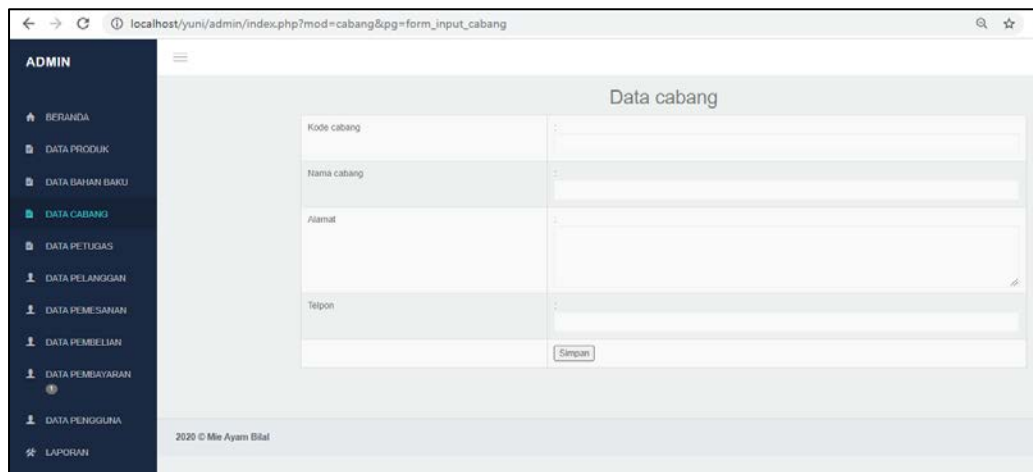 localhost/yuni/admin/index.php?mod=cabang&pg=form_input_cabang
ADMIN
BERANDA
DATA PRODUK
DATA BAHAN BAKU
DATA CABANG
DATA PETUGAS
DATA PELANGGAN
DATA PEMESANAN
DATA PEMBELIAN
DATA PEMBAYARAN
1
DATA PENGGUNA
LAPORAN
Data cabang
Kode cabang :
Nama cabang :
Alamat :
Telpon :
Simpan
2020 © Mie Ayam Bilal